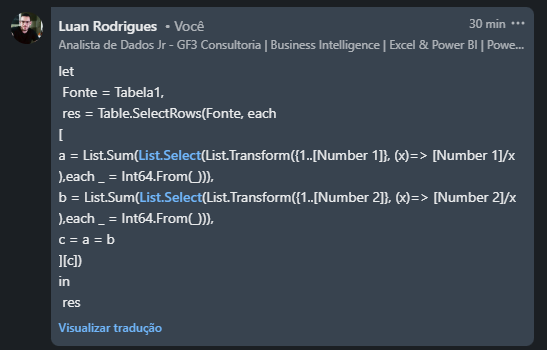 Luan Rodrigues • Você
30 min •••
Analista de Dados Jr - GF3 Consultoria | Business Intelligence | Excel & Power BI | Powe...
let
Fonte = Tabela1,
res = Table.SelectRows(Fonte, each
[
a = List.Sum(List.Select(List.Transform({1..[Number 1]}, (x)=> [Number 1]/x
),each _ = Int64.From(_))),
b = List.Sum(List.Select(List.Transform({1..[Number 2]}, (x)=> [Number 2]/x
),each _ = Int64.From(_))),
c = a = b
][c])
in
res
Visualizar tradução